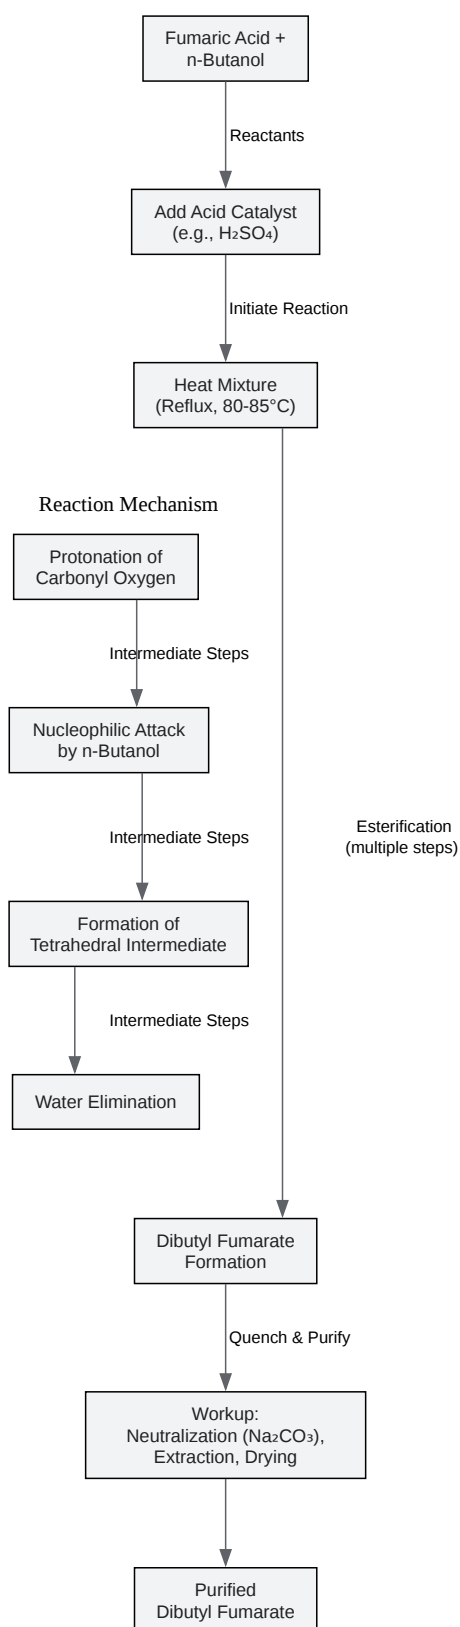 Fumaric Acid +
n-Butanol
Reactants
Add Acid Catalyst
(e.g., H₂SO₄)
Initiate Reaction
Heat Mixture
(Reflux, 80-85°C)
Reaction Mechanism
Protonation of
Carbonyl Oxygen
Intermediate Steps
Nucleophilic Attack
by n-Butanol
Intermediate Steps
Esterification
(multiple steps)
Formation of
Tetrahedral Intermediate
Intermediate Steps
Water Elimination
Dibutyl Fumarate
Formation
Quench & Purify
Workup:
Neutralization (Na₂CO₃),
Extraction, Drying
Purified
Dibutyl Fumarate